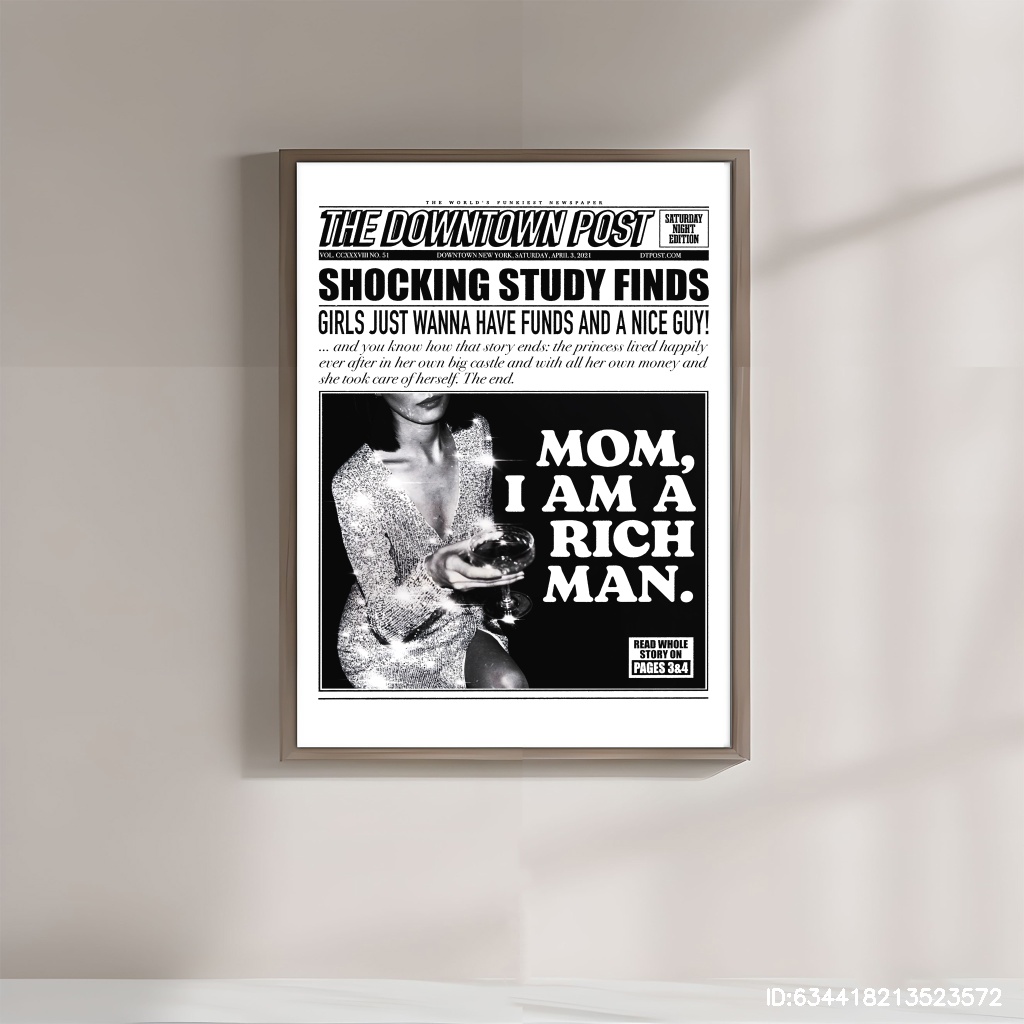 THE WORLD'S FUNKIEST NEWSPAPER
THE DOWNTOWN POST
SATURDAY
NIGHT
EDITION
VOL. CCXXXVIII NO. 51 DOWNTOWN NEW YORK, SATURDAY, APRIL 3, 2021 DTPOST.COM
SHOCKING STUDY FINDS
GIRLS JUST WANNA HAVE FUNDS AND A NICE GUY!
... and you know how that story ends: the princess lived happily
ever after in her own big castle and with all her own money and
she took care of herself. The end.
MOM,
I AM A
RICH
MAN.
READ WHOLE
STORY ON
PAGES 3&4
ID:634418213523572